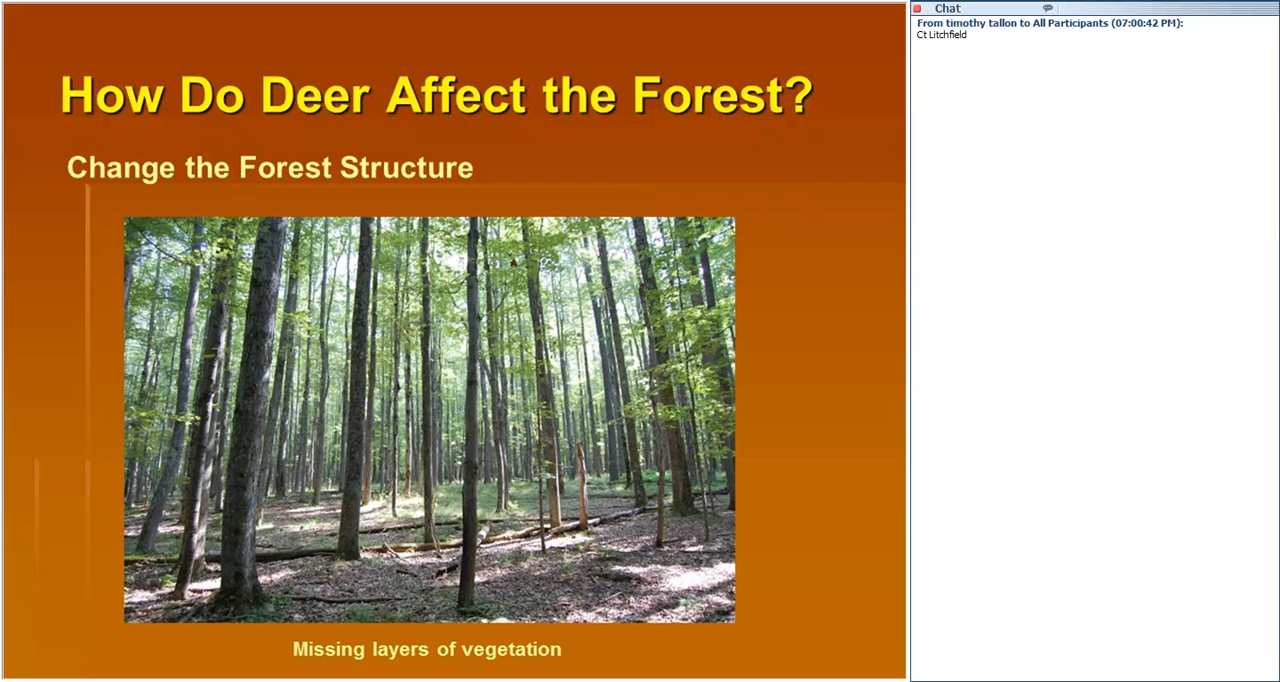 How Do Deer Affect the Forest?
Change the Forest Structure
Missing layers of vegetation
Chat
From timothy tallon to All Participants (07:00:42 PM):
Ct Litchfield